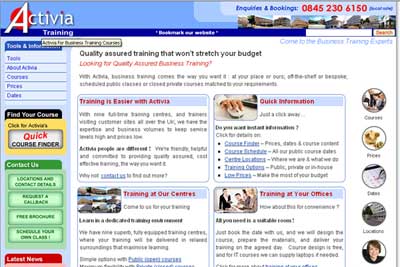 Activia
Training
Enquiries & Bookings: 0845 230 6150 (local rate)
* Bookmark our website *
Come to the Business Training Experts
Tools & Information
Activia for Business Training Courses
Tools
About Activia
Courses
Prices
Dates
Find Your Course
Click for Activia's
Quick
COURSE FINDER
Contact Us
LOCATIONS AND
CONTACT DETAILS
REQUEST A
CALLBACK
FREE BROCHURE
SCHEDULE YOUR
OWN CLASS !
Latest News
Quality assured training that won't stretch your budget
Looking for Quality Assured Business Training?
With Activia, business training comes the way you want it : at your place or ours, off-the-shelf or bespoke,
scheduled public classes or closed private courses matched to your requirements.
Training is Easier with Activia
With nine full-time training centres, and trainers
visiting customer sites all over the UK, we have the
expertise and business volumes to keep service
levels high and prices low.
Activia people are different ! We're friendly, helpful
and committed to providing quality assured, cost
effective training, the way you want it.
Why not contact us to find out more?
Quick Information
Just a click away...
Do you want instant information ?
Click for details on.
Course Finder – Prices, dates & course content
Course Schedule – All our public course dates
Centre Locations – Where we are & what we do
Training Options – Public, private or in-house
Low Prices – Make the most of your budget
Training at Our Centres
Come to us for your training
Learn in a dedicated training environment
We have nine superb, fully equipped training centres,
where your training will be delivered in relaxed
surroundings that maximise learning.
Simple options with Public (open) courses
Training at Your Offices
How about this for convenience ?
All you need is a suitable room!
Just book the date with us, and we will design the
course, prepare the materials, and deliver your
training on the agreed day. Course design is free,
and for IT courses we can supply laptops if needed.
Click for more about training at your offices
Courses
Prices
Dates
Locations